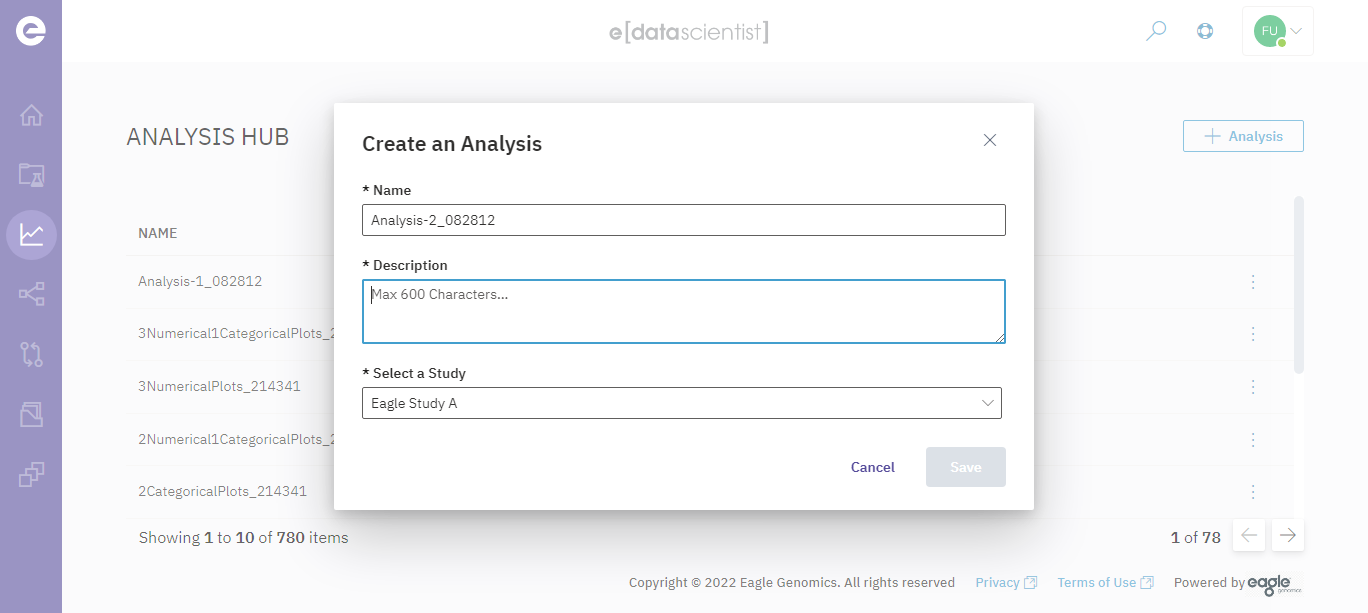 e[datascientist]
FU
ANALYSIS HUB
Analysis
NAME
Analysis-1_082812
3Numerical1CategoricalPlots_2
3NumericalPlots_214341
2Numerical1CategoricalPlots_2
2CategoricalPlots_214341
Create an Analysis
* Name
Analysis-2_082812
* Description
Max 600 Characters...
* Select a Study
Eagle Study A
Cancel
Save
Showing 1 to 10 of 780 items
1 of 78
Copyright © 2022 Eagle Genomics. All rights reserved
Privacy
Terms of Use
Powered by eagle genomics